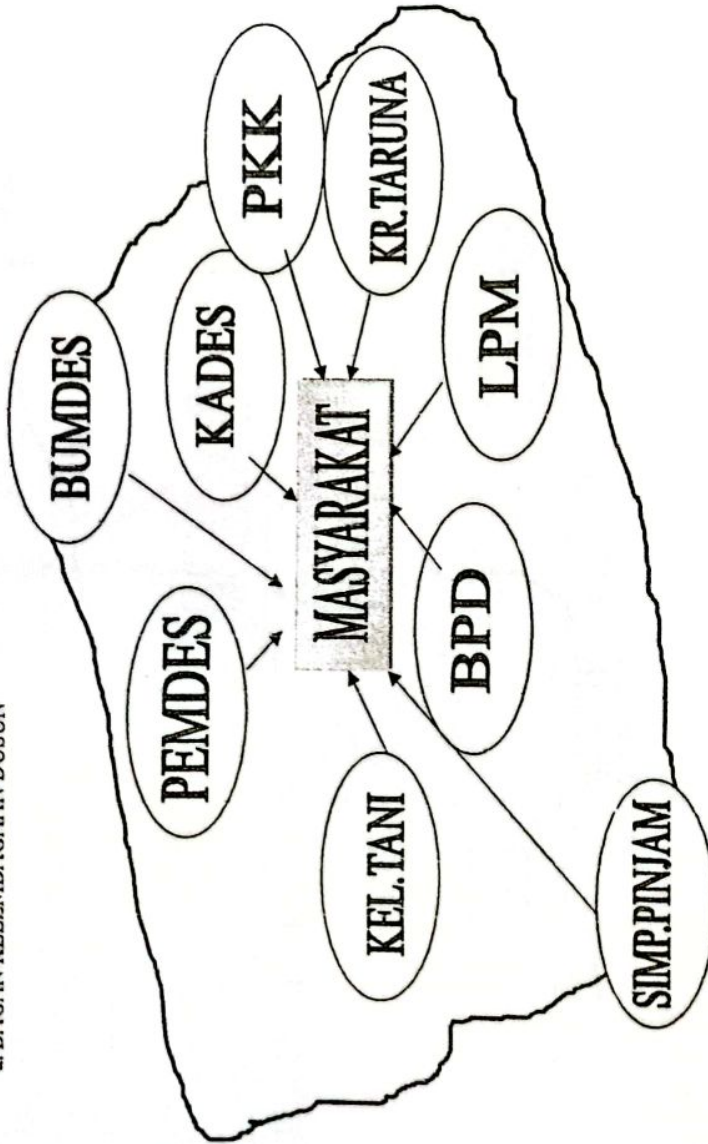 BAGAN KELEMBAGAAN DUSUN
BUMDES
PEMDES
KADES
PKK
MASYARAKAT
KEL.TANI
KR.TARUNA
BPD
LPM
SIMP.PINJAM